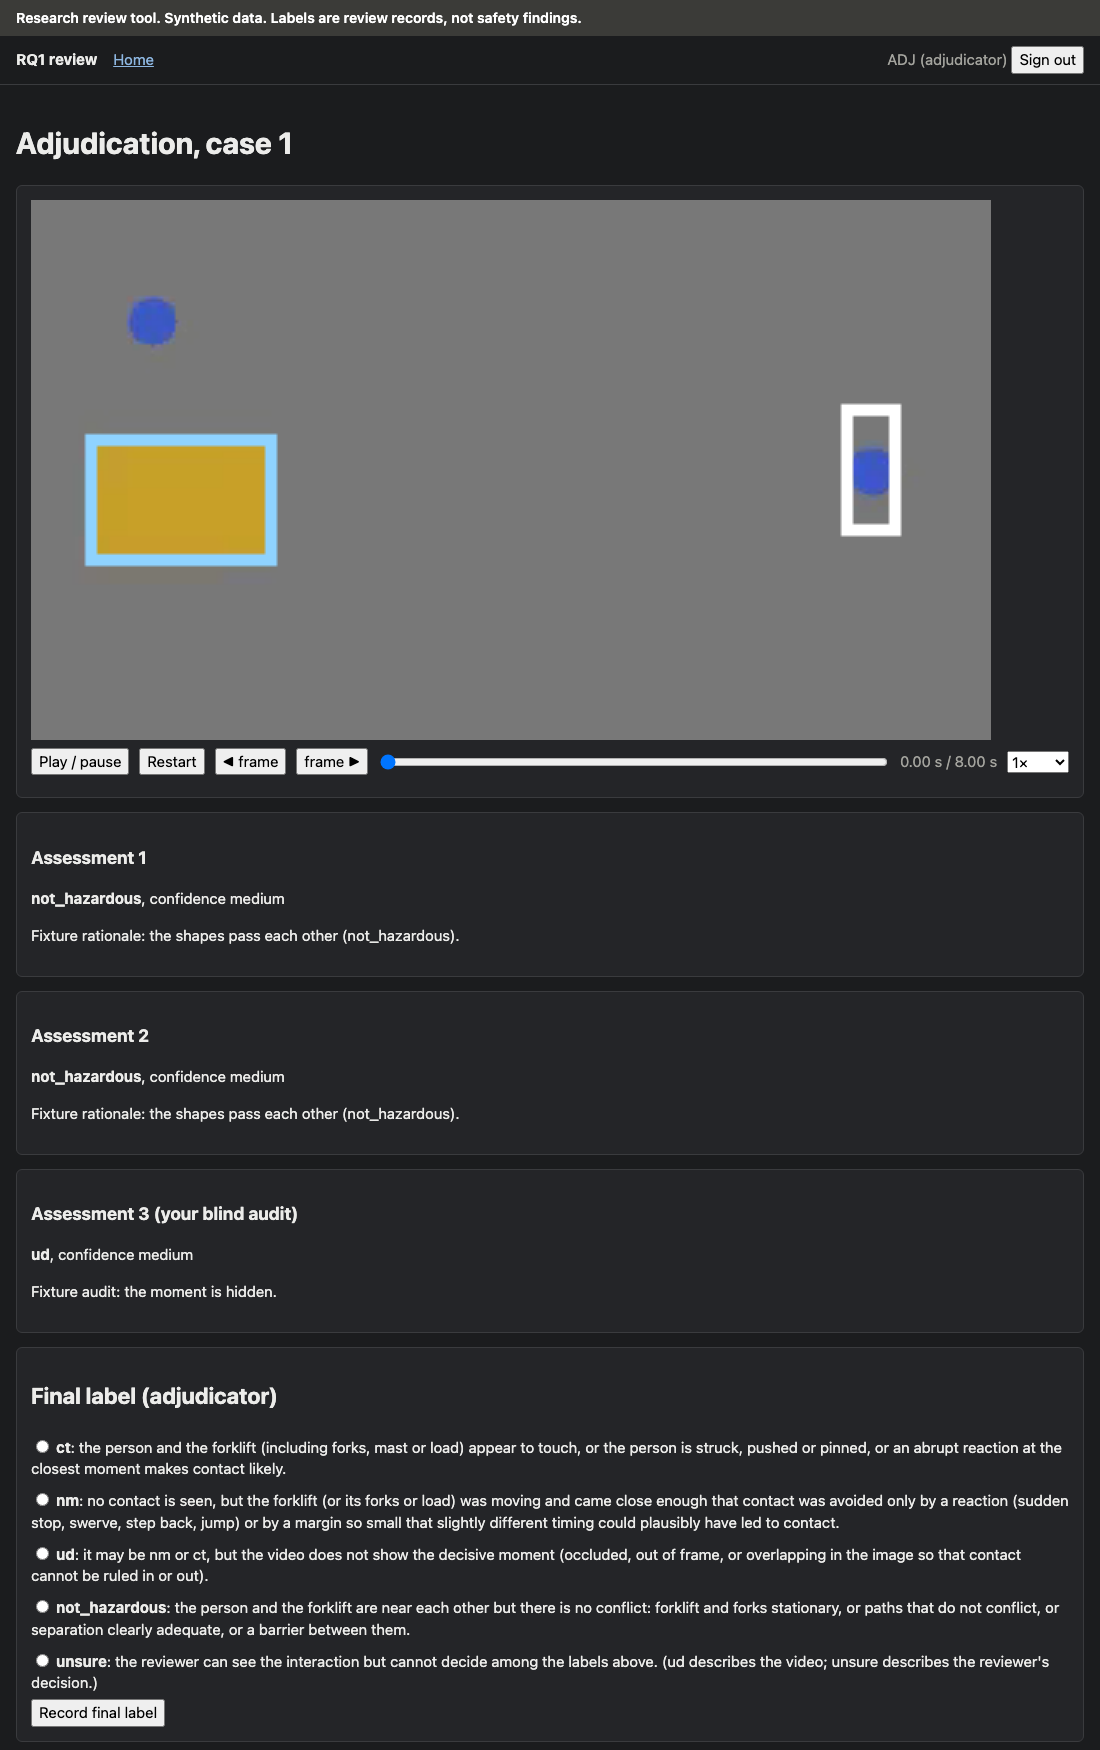 Research review tool. Synthetic data. Labels are review records, not safety findings.
RQ1 review Home ADJ (adjudicator) Sign out
Adjudication, case 1
Play / pause Restart ◀ frame frame ▶ 0.00 s / 8.00 s 1×
Assessment 1
not_hazardous, confidence medium
Fixture rationale: the shapes pass each other (not_hazardous).
Assessment 2
not_hazardous, confidence medium
Fixture rationale: the shapes pass each other (not_hazardous).
Assessment 3 (your blind audit)
ud, confidence medium
Fixture audit: the moment is hidden.
Final label (adjudicator)
ct: the person and the forklift (including forks, mast or load) appear to touch, or the person is struck, pushed or pinned, or an abrupt reaction at the
closest moment makes contact likely.
nm: no contact is seen, but the forklift (or its forks or load) was moving and came close enough that contact was avoided only by a reaction (sudden
stop, swerve, step back, jump) or by a margin so small that slightly different timing could plausibly have led to contact.
ud: it may be nm or ct, but the video does not show the decisive moment (occluded, out of frame, or overlapping in the image so that contact
cannot be ruled in or out).
not_hazardous: the person and the forklift are near each other but there is no conflict: forklift and forks stationary, or paths that do not conflict, or
separation clearly adequate, or a barrier between them.
unsure: the reviewer can see the interaction but cannot decide among the labels above. (ud describes the video; unsure describes the reviewer's
decision.)
Record final label